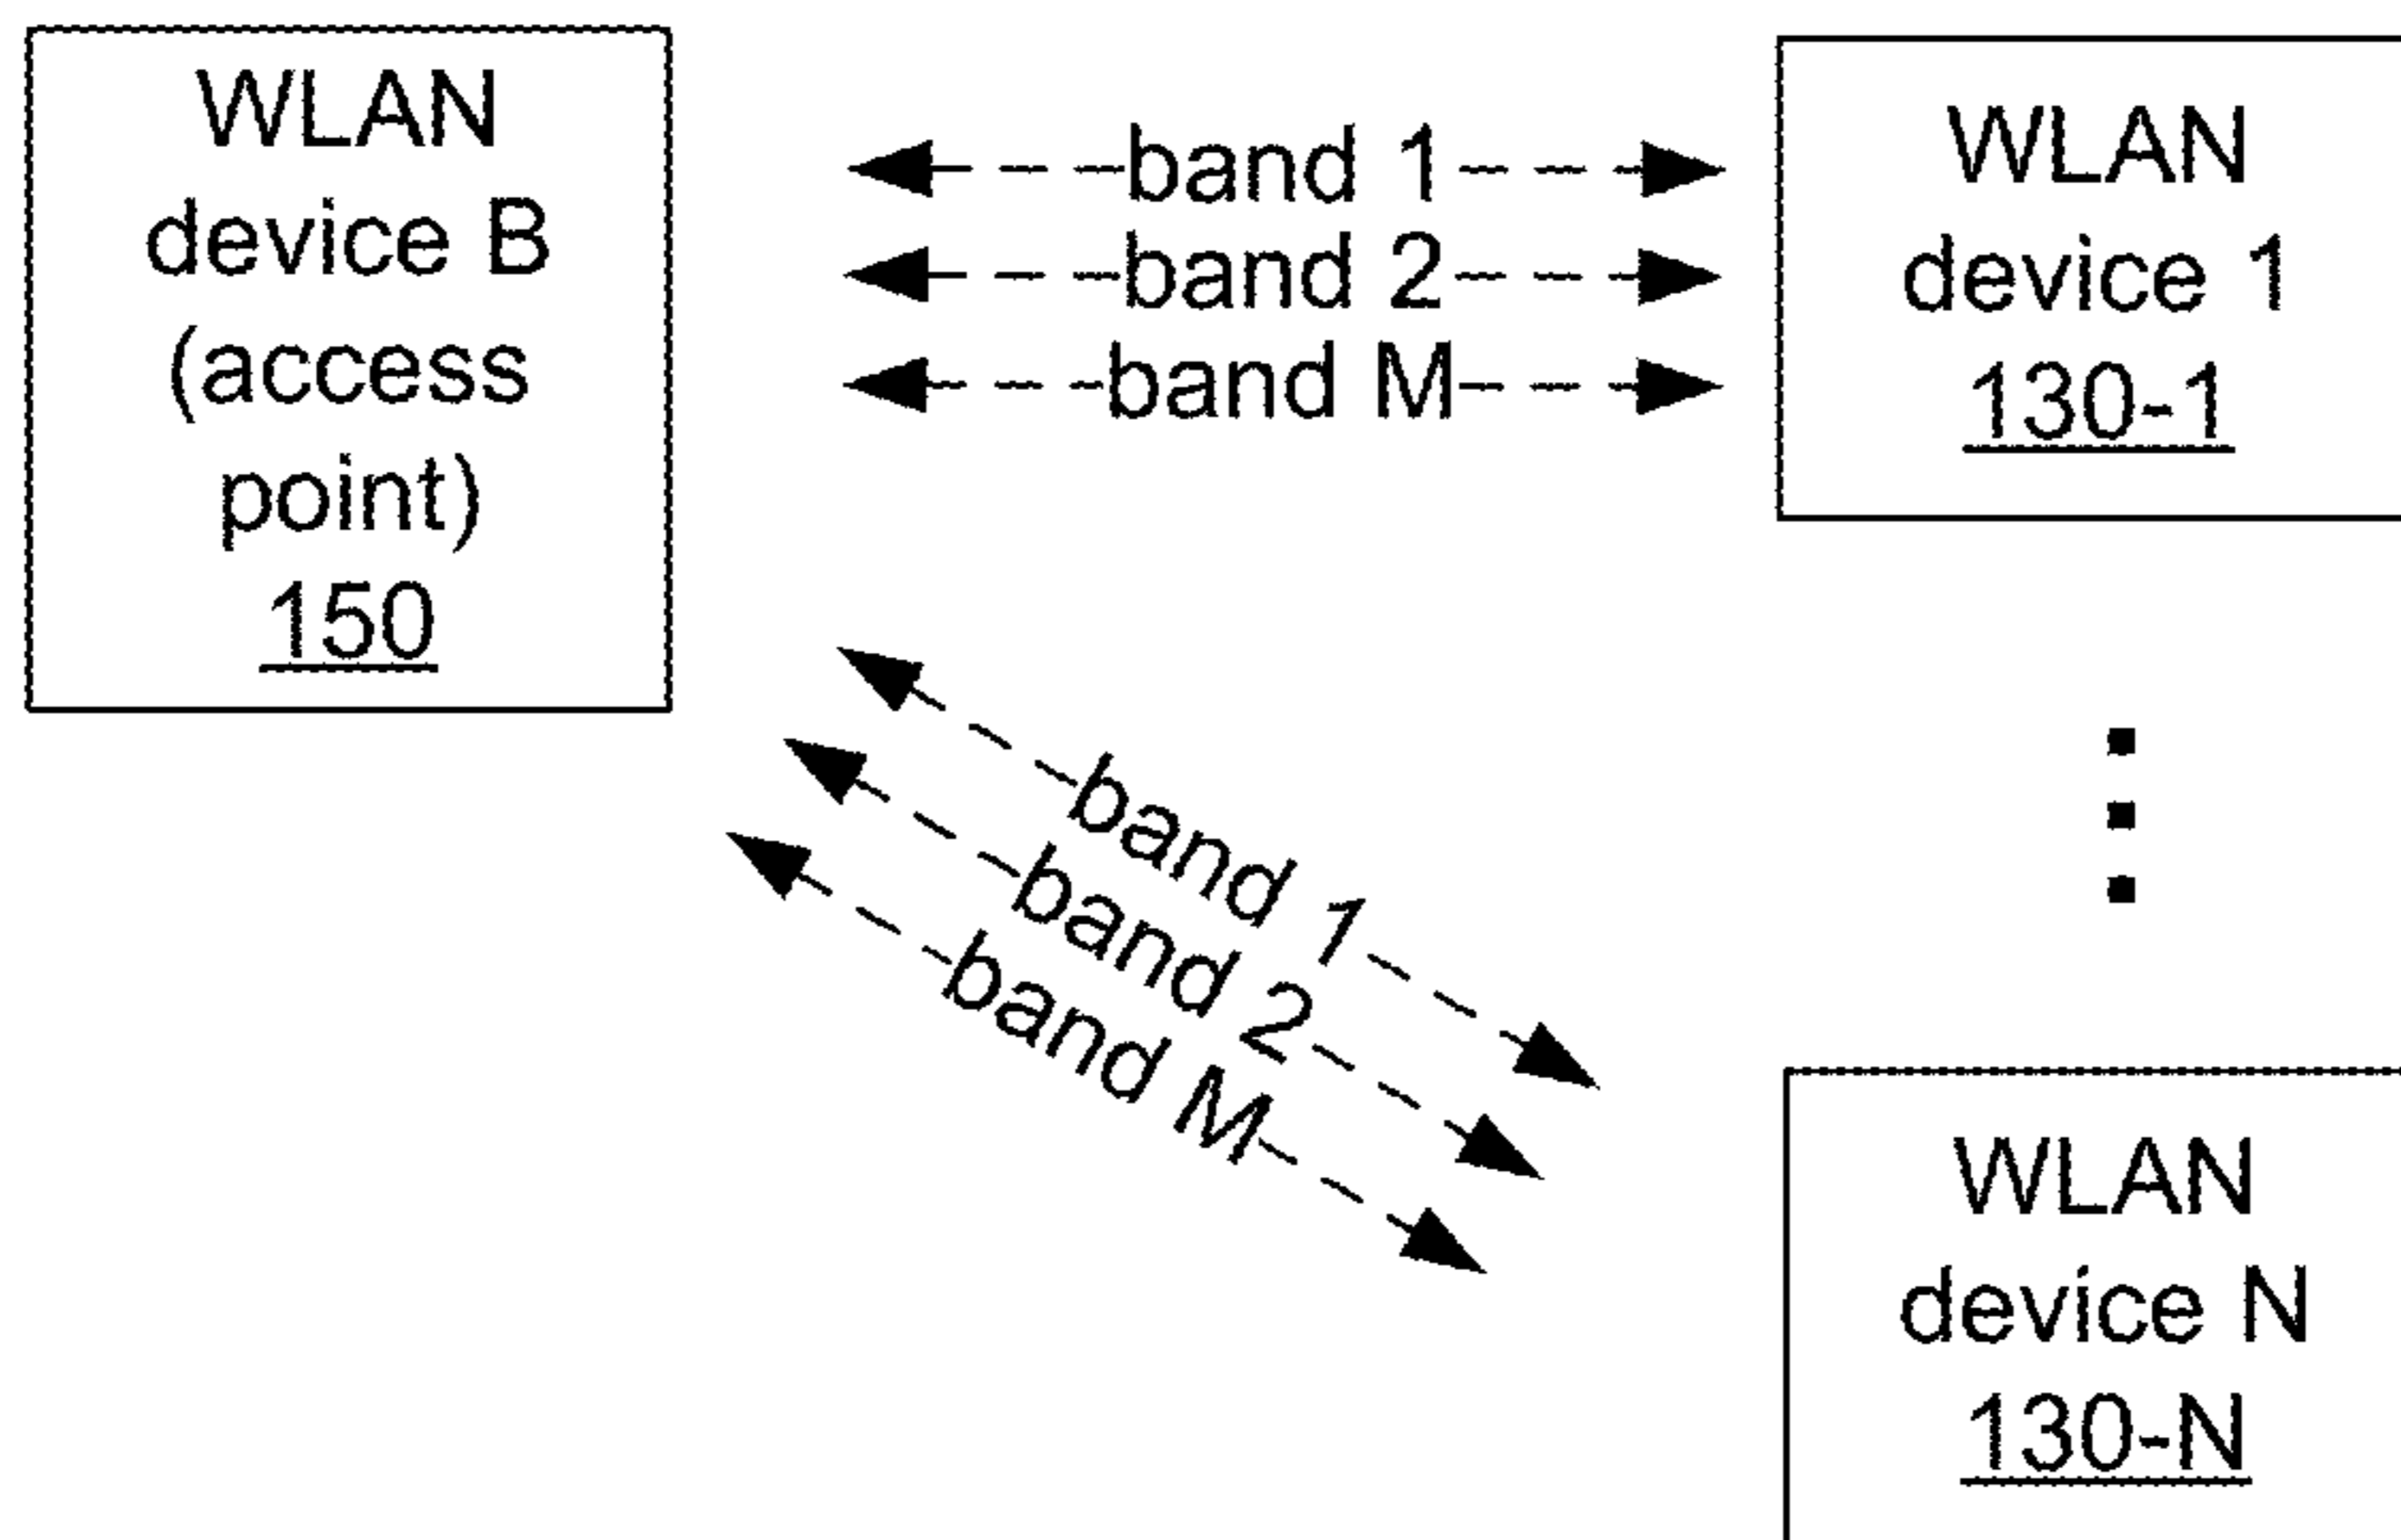 WLAN
device B
(access
point)
150
band 1
band 2
band M
WLAN
device 1
130-1
band 1
band 2
band M
WLAN
device N
130-N